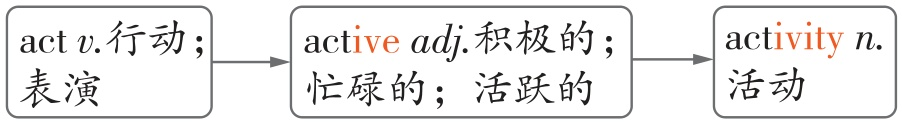 act v.行动；
表演
active adj.积极的；
忙碌的；活跃的
activity n.
活动